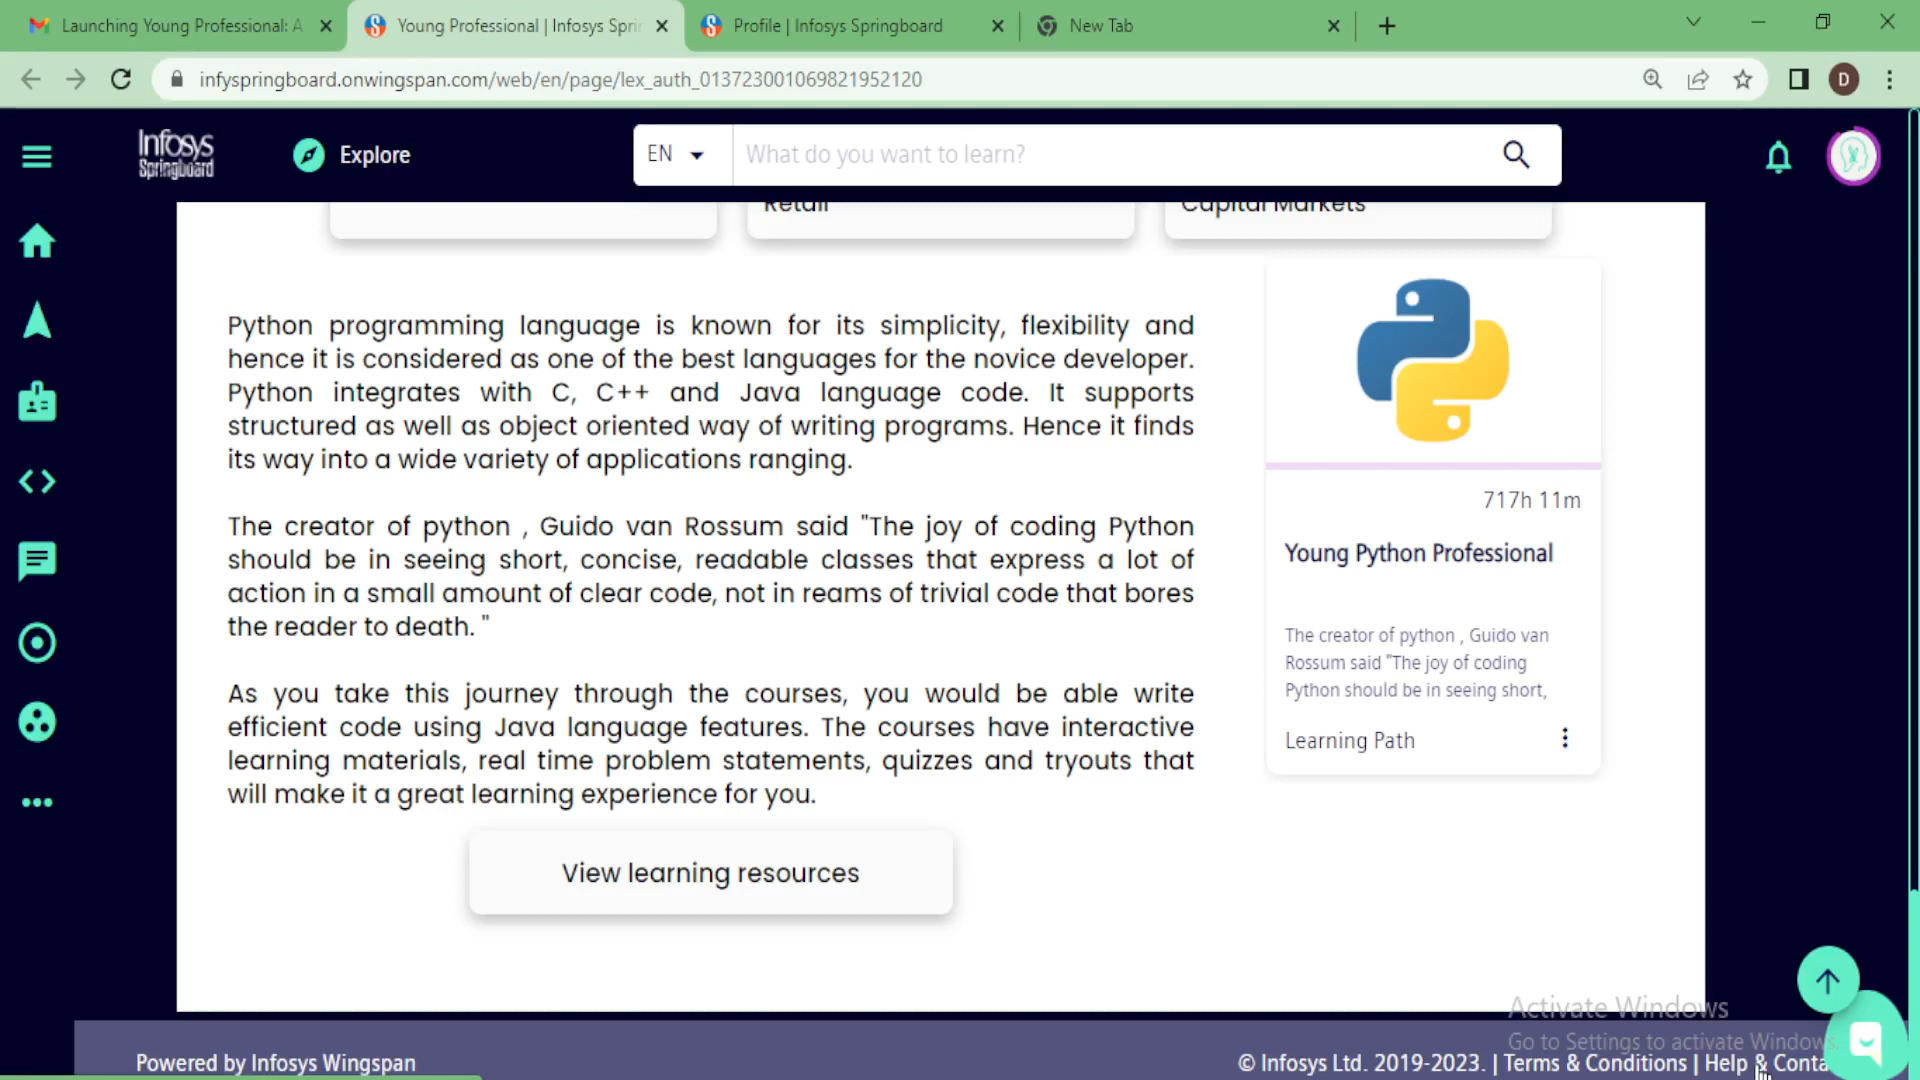 Launching Young Professional: A
Young Professional | Infosys Sprin
Profile | Infosys Springboard
New Tab
infyspringboard.onwingspan.com/web/en/page/lex_auth_013723001069821952120
D
Infosys
Springboard
Explore
EN
What do you want to learn?
Retail
Capital Markets
Python programming language is known for its simplicity, flexibility and
hence it is considered as one of the best languages for the novice developer.
Python integrates with C, C++ and Java language code. It supports
structured as well as object oriented way of writing programs. Hence it finds
its way into a wide variety of applications ranging.
The creator of python , Guido van Rossum said "The joy of coding Python
should be in seeing short, concise, readable classes that express a lot of
action in a small amount of clear code, not in reams of trivial code that bores
the reader to death. "
As you take this journey through the courses, you would be able write
efficient code using Java language features. The courses have interactive
learning materials, real time problem statements, quizzes and tryouts that
will make it a great learning experience for you.
View learning resources
717h 11m
Young Python Professional
The creator of python , Guido van
Rossum said "The joy of coding
Python should be in seeing short,
Learning Path
Activate Windows
Go to Settings to activate Windows.
Powered by Infosys Wingspan
© Infosys Ltd. 2019-2023. | Terms & Conditions | Help & Conta